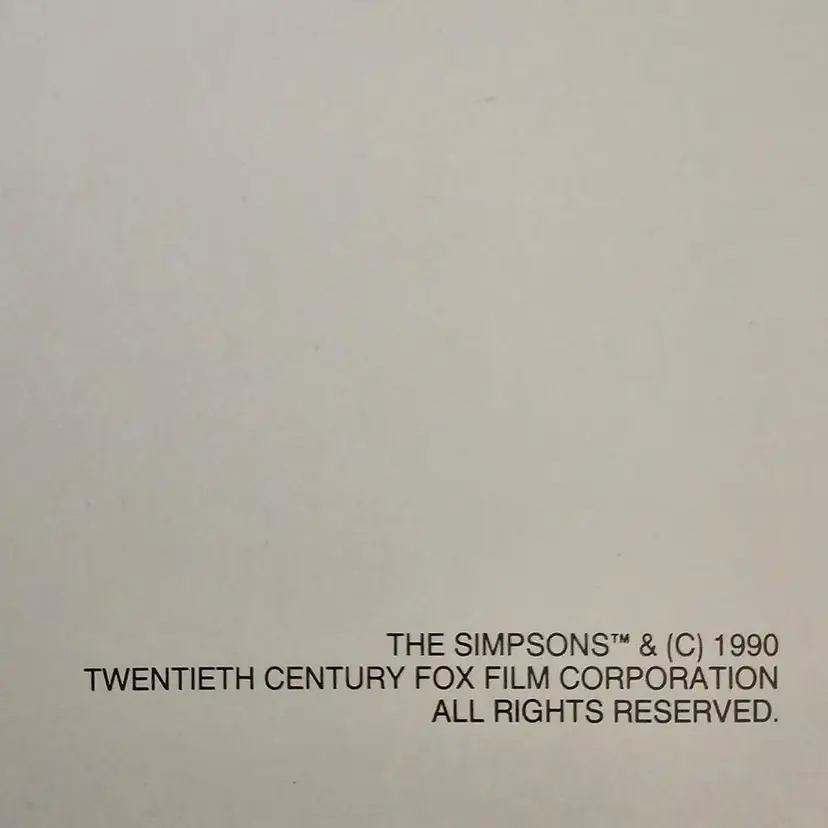 THE SIMPSONS™ & (C) 1990
TWENTIETH CENTURY FOX FILM CORPORATION
ALL RIGHTS RESERVED.